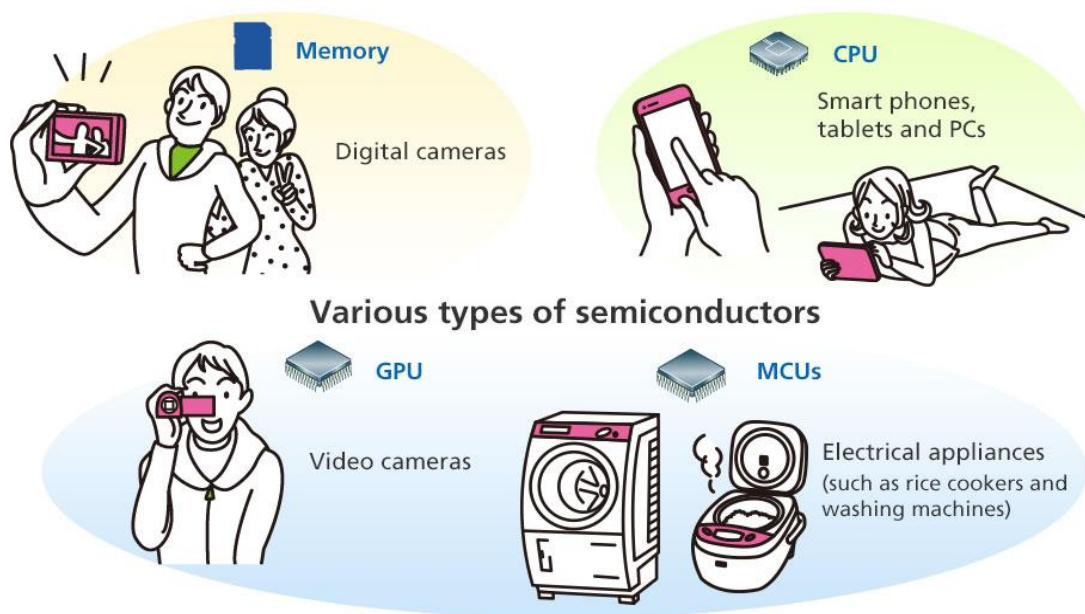 Memory
Digital cameras
CPU
Smart phones,
tablets and PCs
Various types of semiconductors
GPU
Video cameras
MCUs
Electrical appliances
(such as rice cookers and
washing machines)